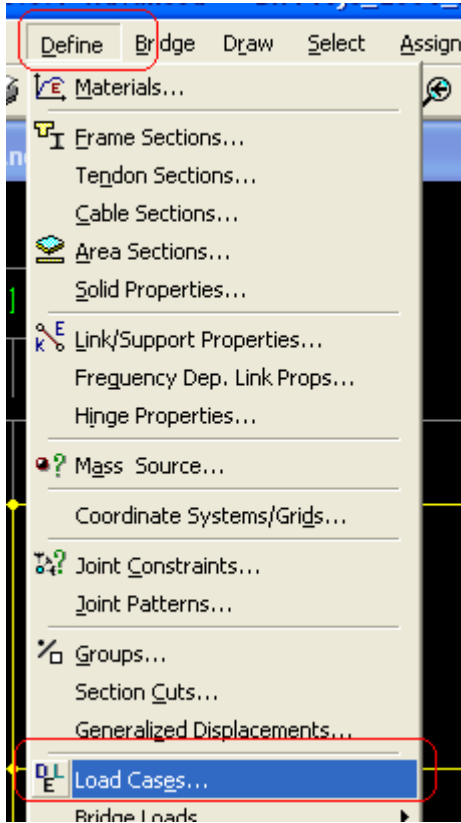 Define Bridge Draw Select Assign
Materials...
Frame Sections...
Tendon Sections...
Cable Sections...
Area Sections...
Solid Properties...
Link/Support Properties...
Frequency Dep. Link Props...
Hinge Properties...
Mass Source...
Coordinate Systems/Grids...
Joint Constraints...
Joint Patterns...
Groups...
Section Cuts...
Generalized Displacements...
Load Cases...
Bridge Loads